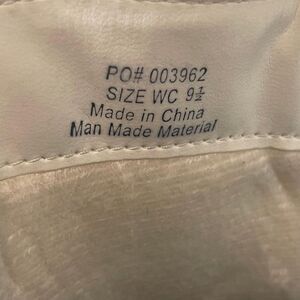 PO# 003962
SIZE WC 9½
Made in China
Man Made Material